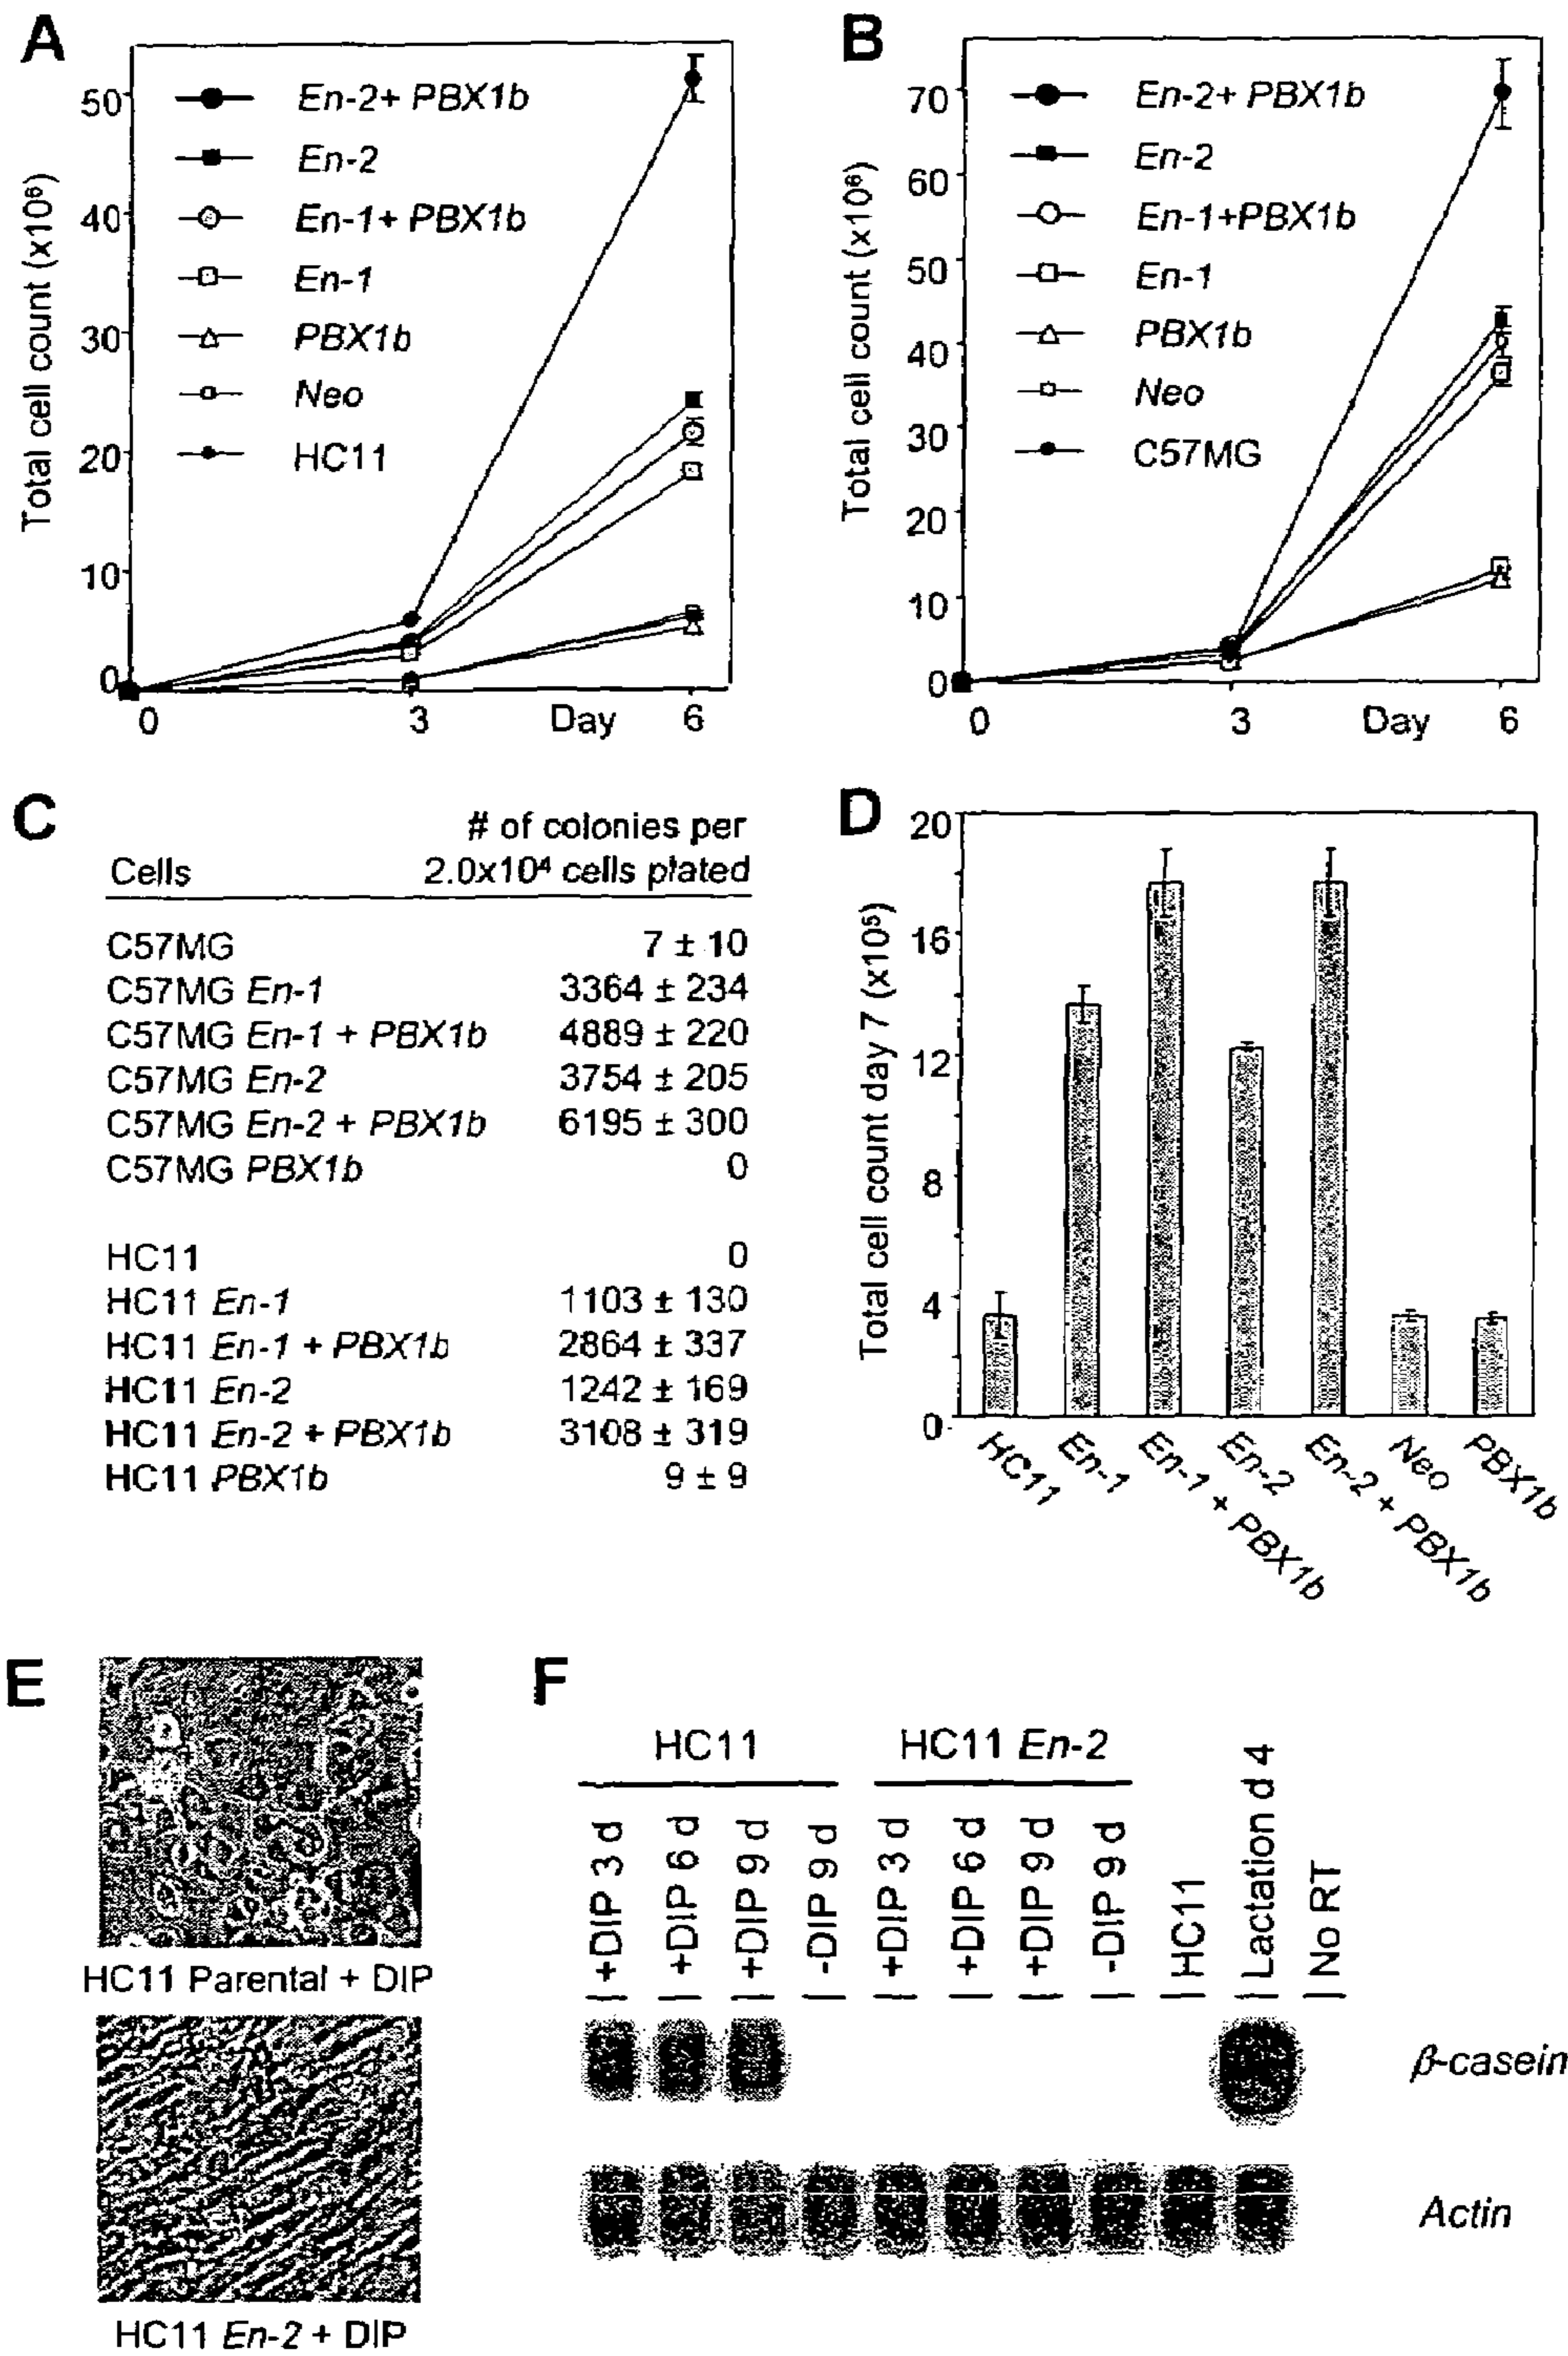 A
Total cell count (x10⁶)
50
40
30
20
10
0
En-2+ PBX1b
En-2
En-1+ PBX1b
En-1
PBX1b
Neo
HC11
0 3 Day 6
B
Total cell count (x10⁶)
70
60
50
40
30
20
10
0
En-2+ PBX1b
En-2
En-1+PBX1b
En-1
PBX1b
Neo
C57MG
0 3 Day 6
C
# of colonies per
Cells 2.0x10⁴ cells plated
C57MG 7 ± 10
C57MG En-1 3364 ± 234
C57MG En-1 + PBX1b 4889 ± 220
C57MG En-2 3754 ± 205
C57MG En-2 + PBX1b 6195 ± 300
C57MG PBX1b 0
HC11 0
HC11 En-1 1103 ± 130
HC11 En-1 + PBX1b 2864 ± 337
HC11 En-2 1242 ± 169
HC11 En-2 + PBX1b 3108 ± 319
HC11 PBX1b 9 ± 9
D
Total cell count day 7 (x10⁵)
20
16
12
8
4
0
HC11
En-1
En-1 + PBX1b
En-2
En-2 + PBX1b
Neo
PBX1b
E
HC11 Parental + DIP
HC11 En-2 + DIP
F
HC11 HC11 En-2
+DIP 3 d
+DIP 6 d
+DIP 9 d
-DIP 9 d
+DIP 3 d
+DIP 6 d
+DIP 9 d
-DIP 9 d
HC11
Lactation d 4
No RT
β-casein
Actin